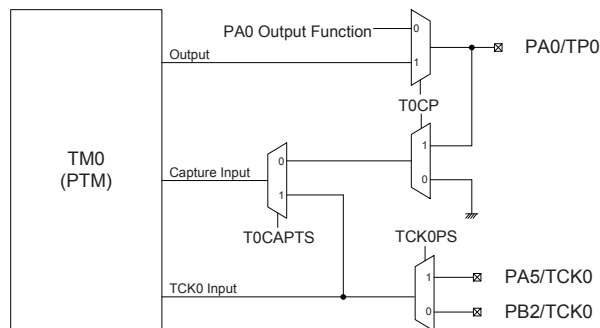 PA0 Output Function
0
Output
1
PA0/TP0
T0CP
TM0
(PTM)
Capture Input
0
1
1
0
T0CAPTS
TCK0PS
TCK0 Input
1
PA5/TCK0
0
PB2/TCK0